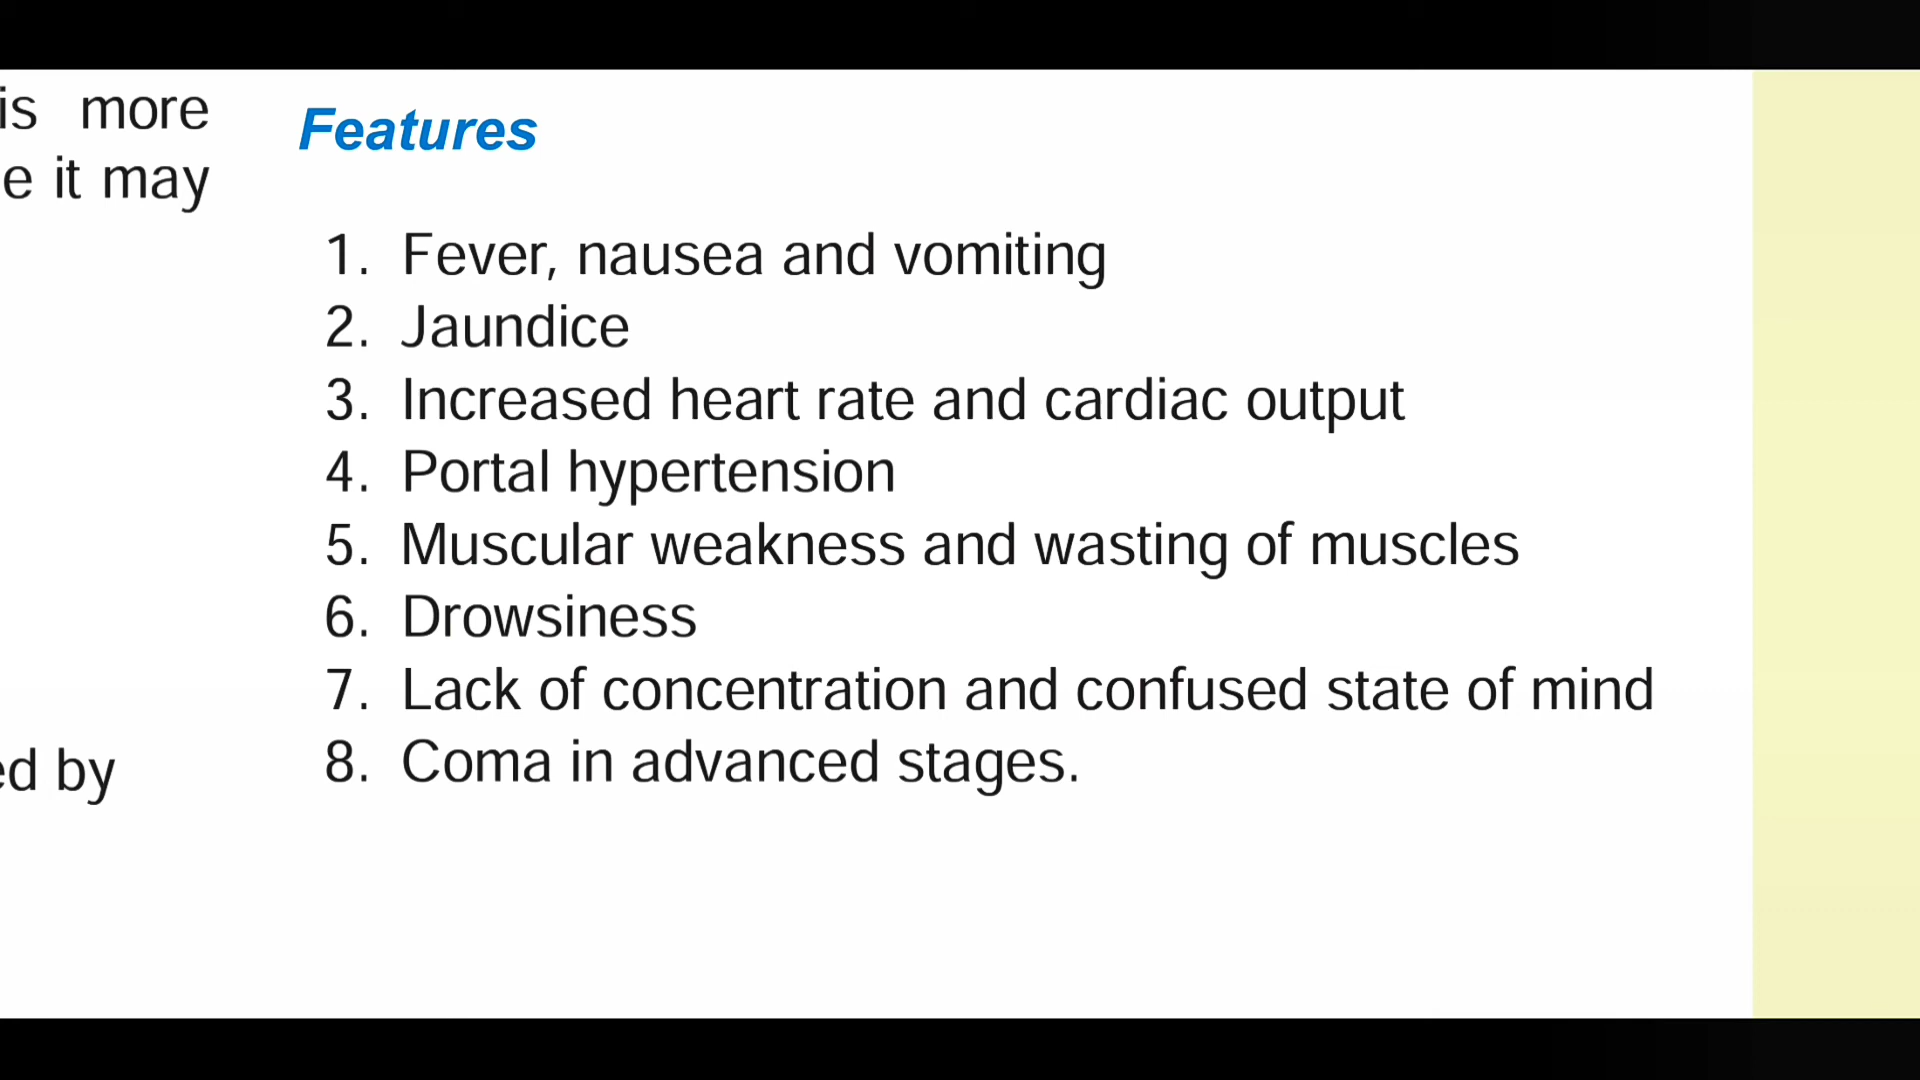 is more
e it may
ed by
Features
1. Fever, nausea and vomiting
2. Jaundice
3. Increased heart rate and cardiac output
4. Portal hypertension
5. Muscular weakness and wasting of muscles
6. Drowsiness
7. Lack of concentration and confused state of mind
8. Coma in advanced stages.